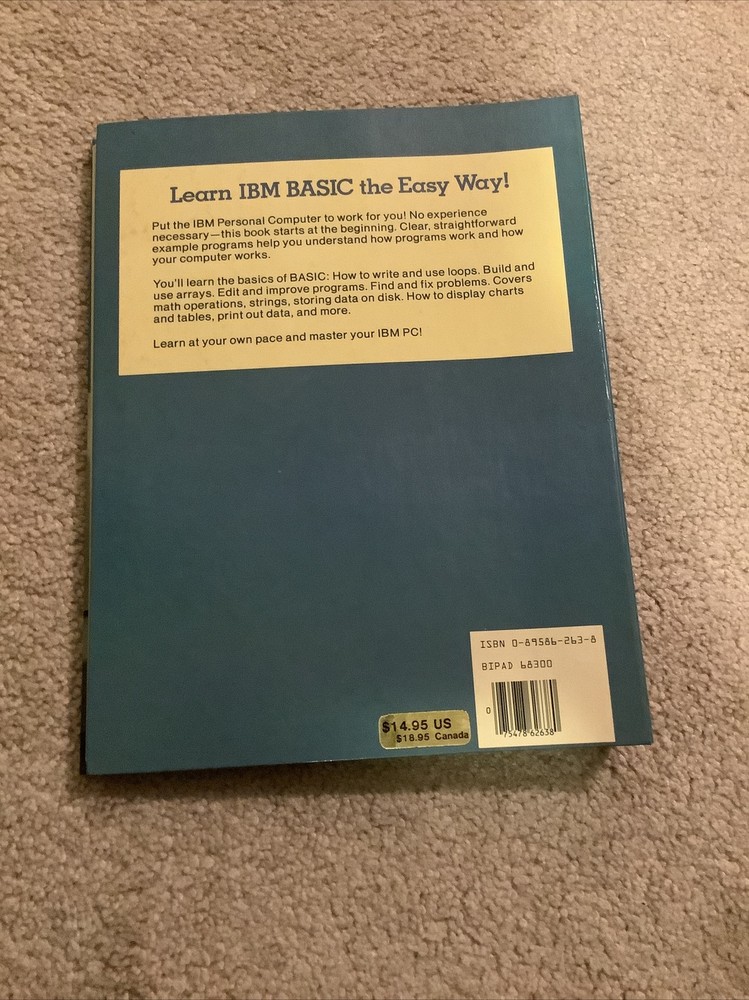 Learn IBM BASIC the Easy Way!
Put the IBM Personal Computer to work for you! No experience
necessary—this book starts at the beginning. Clear, straightforward
example programs help you understand how programs work and how
your computer works.
You'll learn the basics of BASIC: How to write and use loops. Build and
use arrays. Edit and improve programs. Find and fix problems. Covers
math operations, strings, storing data on disk. How to display charts
and tables, print out data, and more.
Learn at your own pace and master your IBM PC!
ISBN 0-89586-263-8
BIPAD 68300
0
75478 62638
$14.95 US
$18.95 Canada